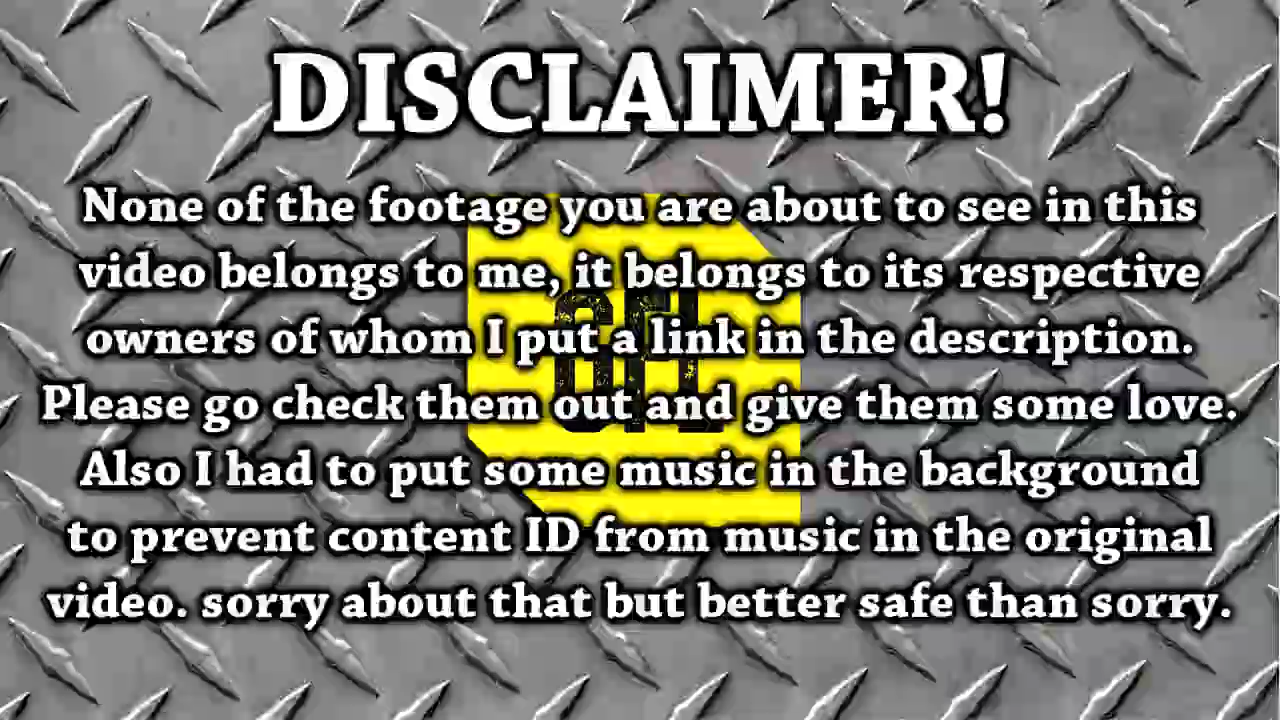 DISCLAIMER!
None of the footage you are about to see in this
video belongs to me, it belongs to its respective
owners of whom I put a link in the description.
Please go check them out and give them some love.
Also I had to put some music in the background
to prevent content ID from music in the original
video. sorry about that but better safe than sorry.